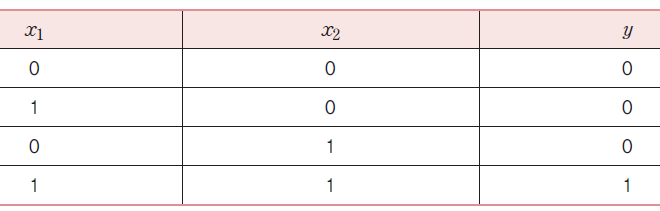 x₁ x₂ y
0 0 0
1 0 0
0 1 0
1 1 1